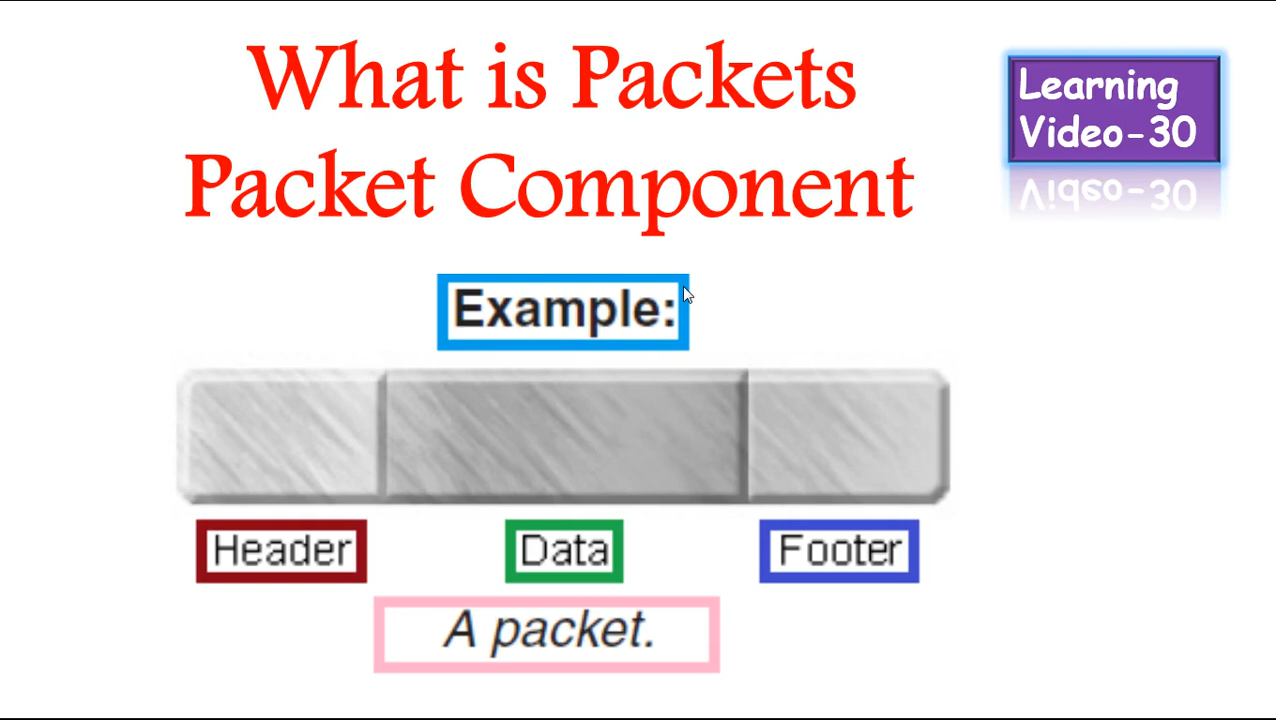 What is Packets
Packet Component
Learning
Video-30
Example:
Header
Data
Footer
A packet.